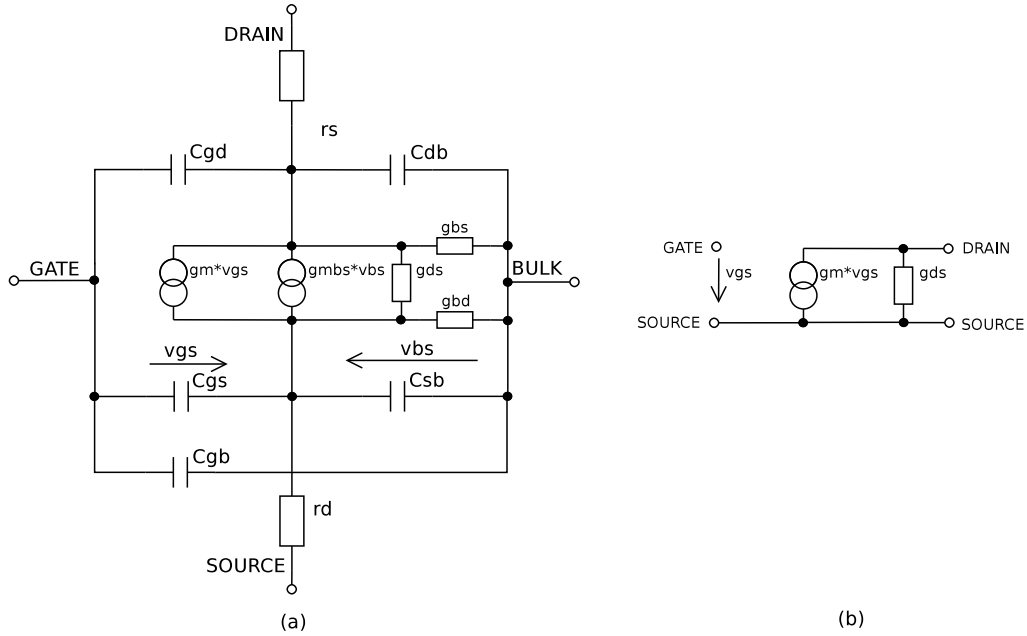 DRAIN
rs
Cgd
Cdb
gbs
GATE
gm*vgs
gmbs*vbs
gds
BULK
gbd
vgs
vbs
Cgs
Csb
Cgb
rd
SOURCE
(a)
GATE
DRAIN
vgs
gm*vgs
gds
SOURCE
SOURCE
(b)